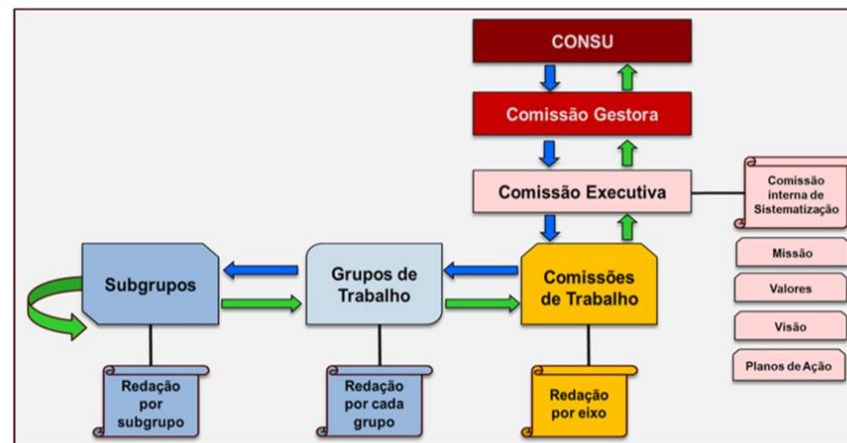 CONSU
Comissão Gestora
Comissão Executiva
Comissão
interna de
Sistematização
Missão
Valores
Visão
Planos de Ação
Subgrupos
Grupos de
Trabalho
Comissões
de Trabalho
Redação
por
subgrupo
Redação
por cada
grupo
Redação
por eixo